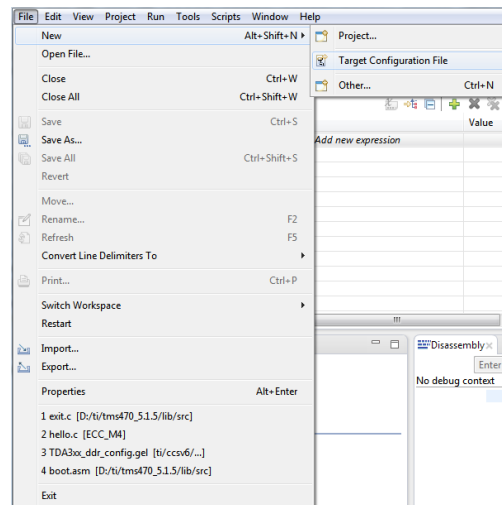 File Edit View Project Run Tools Scripts Window Help
New Alt+Shift+N
Project...
Open File...
Target Configuration File
Close Ctrl+W
Other... Ctrl+N
Close All Ctrl+Shift+W
Value
Save Ctrl+S
Save As...
Add new expression
Save All Ctrl+Shift+S
Revert
Move...
Rename... F2
Refresh F5
Convert Line Delimiters To
Print... Ctrl+P
Switch Workspace
Restart
Import...
Disassembly
Export...
Enter
No debug context
Properties Alt+Enter
1 exit.c [D:/ti/tms470_5.1.5/lib/src]
2 hello.c [ECC_M4]
3 TDA3xx_ddr_config.gel [ti/ccsv6/...]
4 boot.asm [D:/ti/tms470_5.1.5/lib/src]
Exit